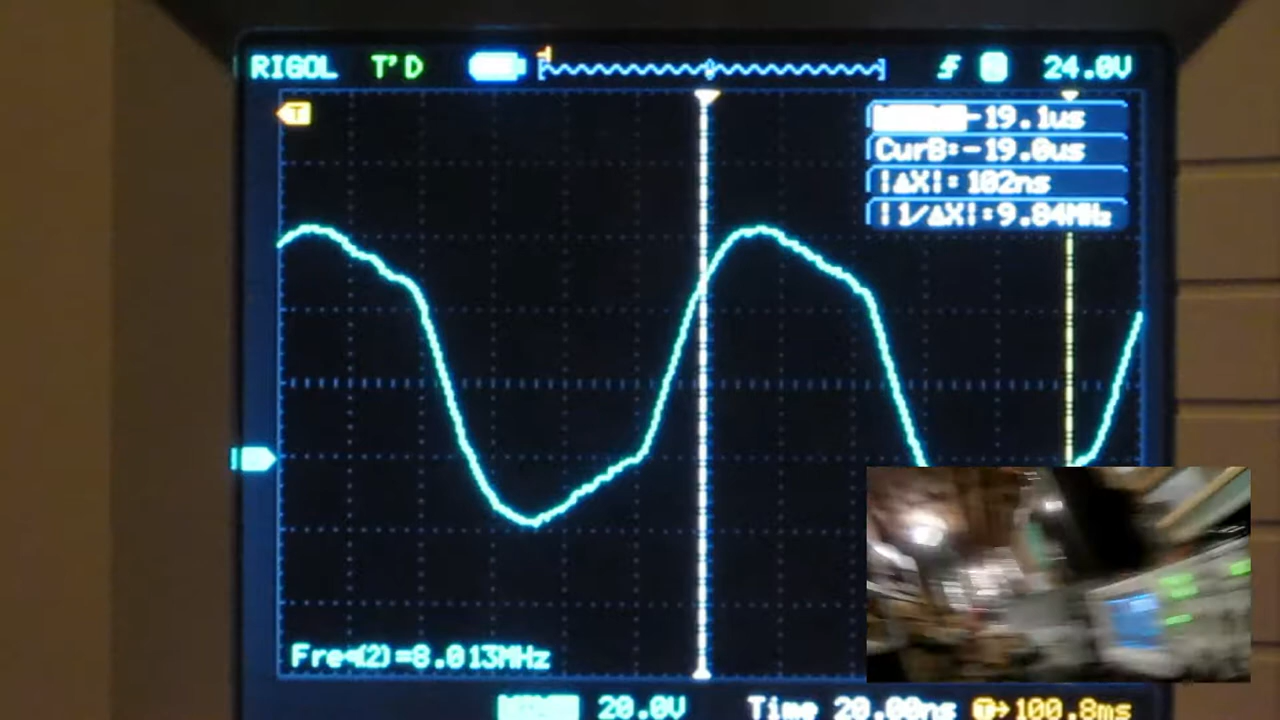 RIGOL T'D 24.0V
T
-19.1us
CurB:-19.0us
|ΔX|: 102ns
|1/ΔX|:9.84MHz
Freq(2)=8.013MHz
20.0V Time 20.00ns T→100.8ms